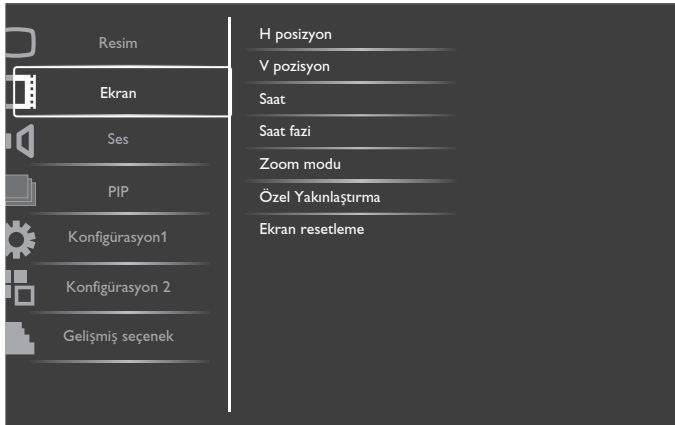 Resim
Ekran
Ses
PIP
Konfigürasyon1
Konfigürasyon 2
Gelişmiş seçenek
H posizyon
V pozisyon
Saat
Saat fazi
Zoom modu
Özel Yakınlaştırma
Ekran resetleme